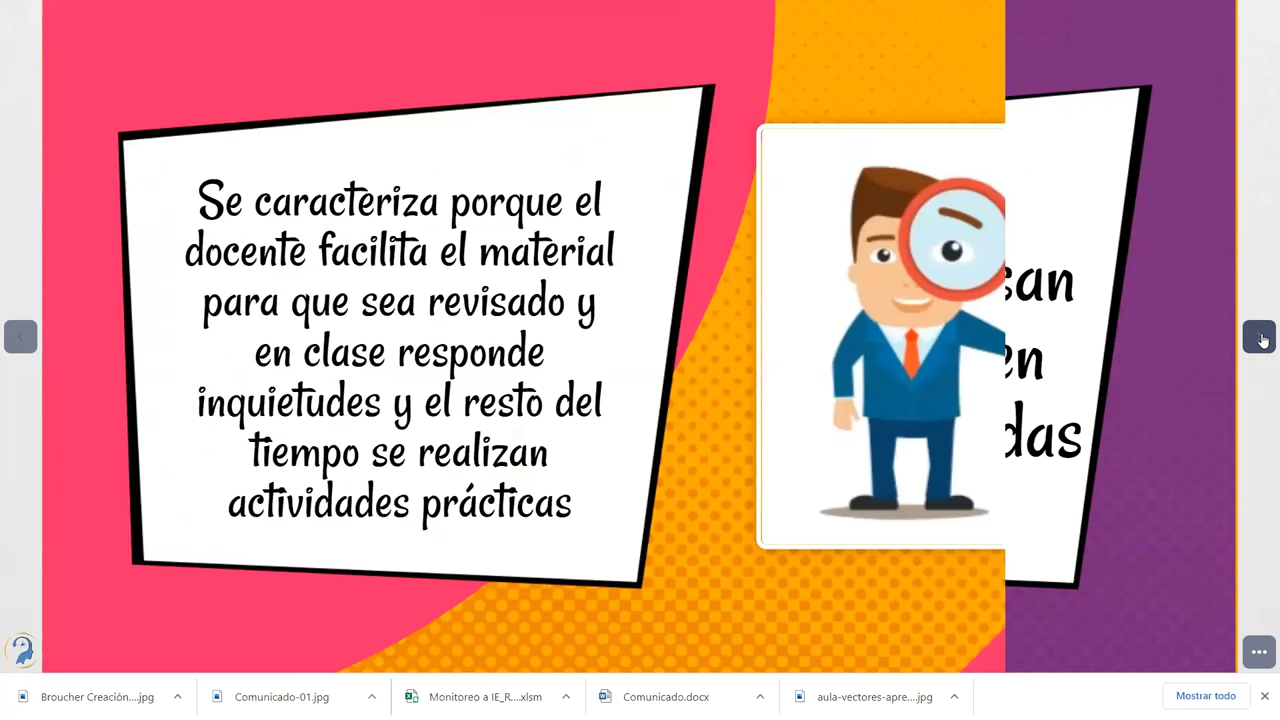 Se caracteriza porque el
docente facilita el material
para que sea revisado y
en clase responde
inquietudes y el resto del
tiempo se realizan
actividades prácticas
en
Broucher Creación....jpg
Comunicado-01.jpg
Monitoreo a IE_R....xlsm
Comunicado.docx
aula-vectores-apre....jpg
Mostrar todo